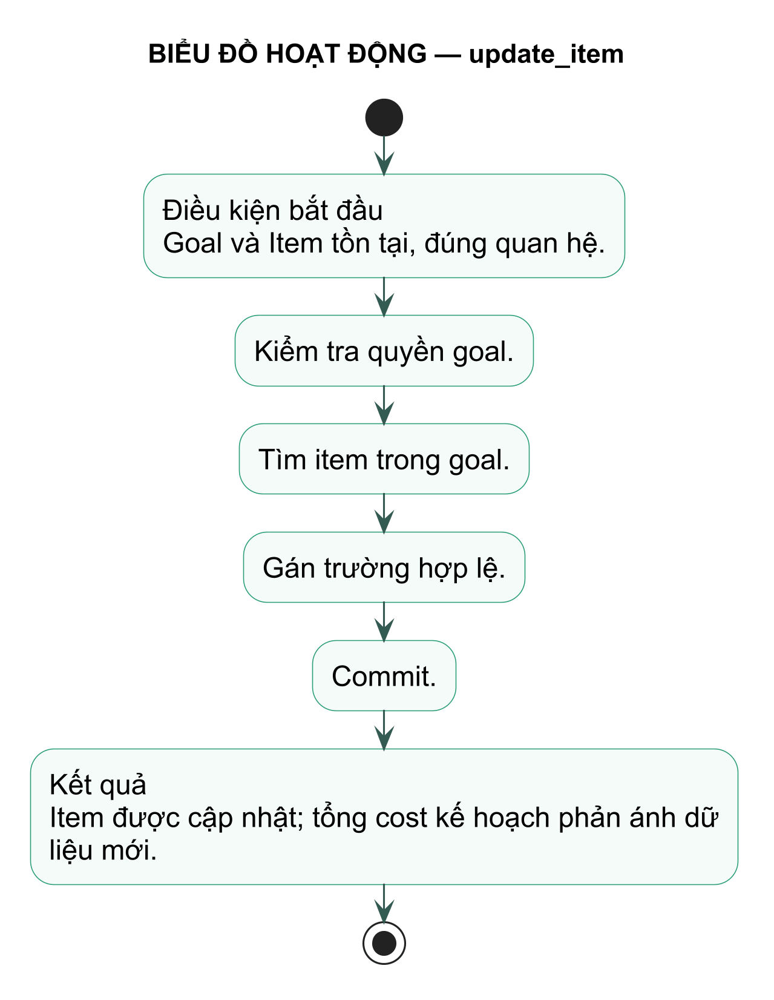 BIỂU ĐỒ HOẠT ĐỘNG — update_item
Điều kiện bắt đầu
Goal và Item tồn tại, đúng quan hệ.
Kiểm tra quyền goal.
Tìm item trong goal.
Gán trường hợp lệ.
Commit.
Kết quả
Item được cập nhật; tổng cost kế hoạch phản ánh dữ
liệu mới.